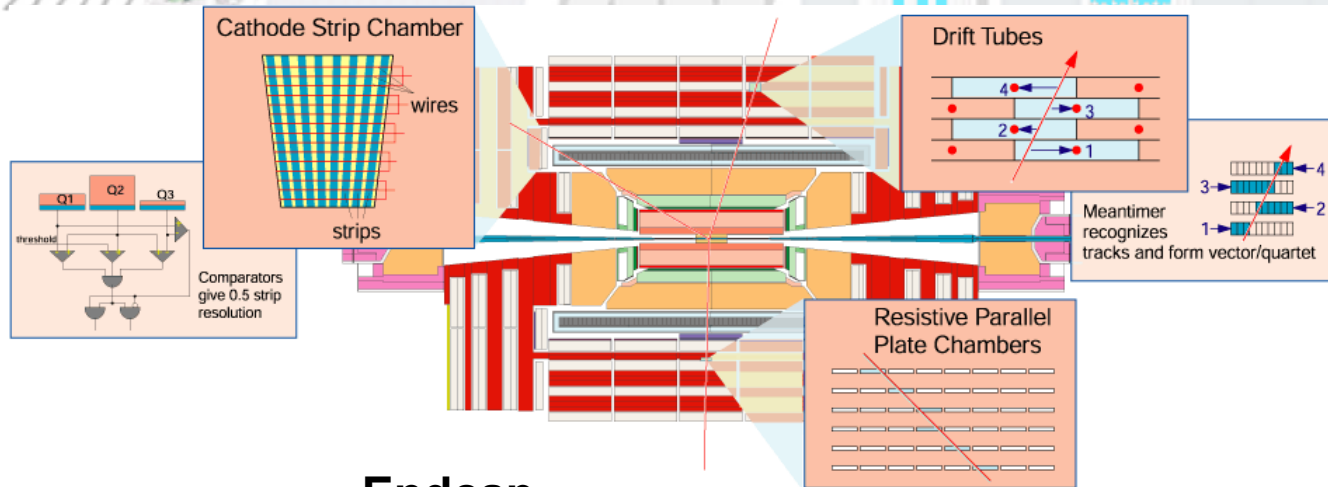 Cathode Strip Chamber
wires
strips
Q1
Q2
Q3
threshold
Comparators
give 0.5 strip
resolution
Drift Tubes
4
3
2
1
4
3
2
1
Meantimer
recognizes
tracks and form vector/quartet
Resistive Parallel
Plate Chambers
Endcap